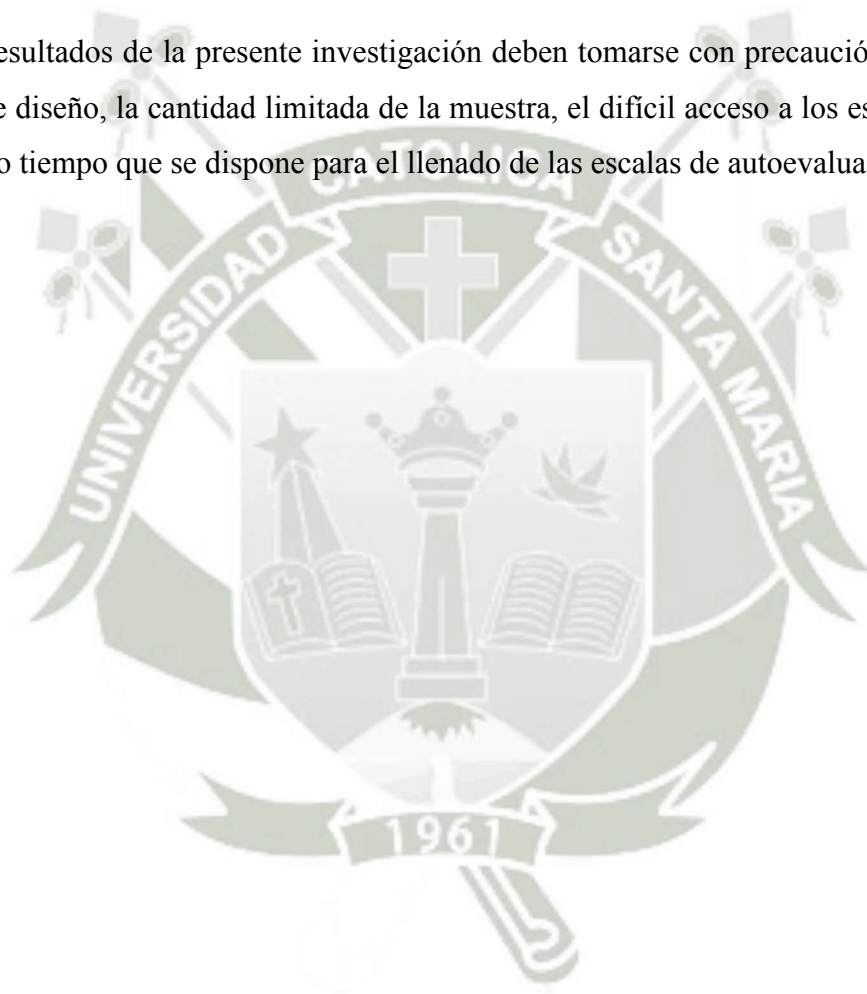 esultados de la presente investigación deben tomarse con precaució
e diseño, la cantidad limitada de la muestra, el difícil acceso a los es
o tiempo que se dispone para el llenado de las escalas de autoevalua
CATOLICA
UNIVERSIDAD
SANTA MARIA
1961